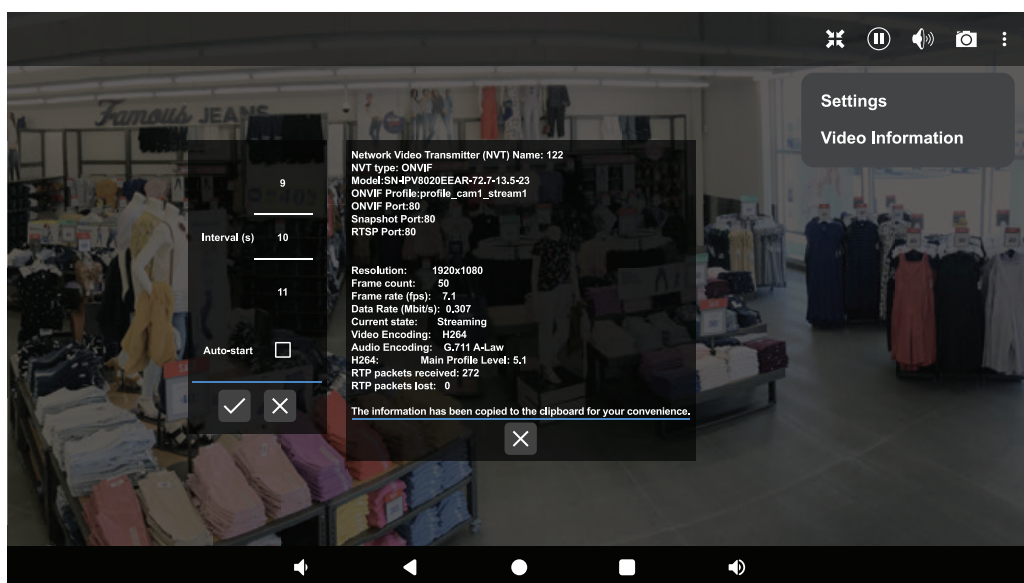 Settings
Video Information
Famous JEANS
9
Interval (s) 10
11
Auto-start
Network Video Transmitter (NVT) Name: 122
NVT type: ONVIF
Model:SN-IPV8020EEAR-72.7-13.5-23
ONVIF Profile:profile_cam1_stream1
ONVIF Port:80
Snapshot Port:80
RTSP Port:80
Resolution: 1920x1080
Frame count: 50
Frame rate (fps): 7.1
Data Rate (Mbit/s): 0.307
Current state: Streaming
Video Encoding: H264
Audio Encoding: G.711 A-Law
H264: Main Profile Level: 5.1
RTP packets received: 272
RTP packets lost: 0
The information has been copied to the clipboard for your convenience.